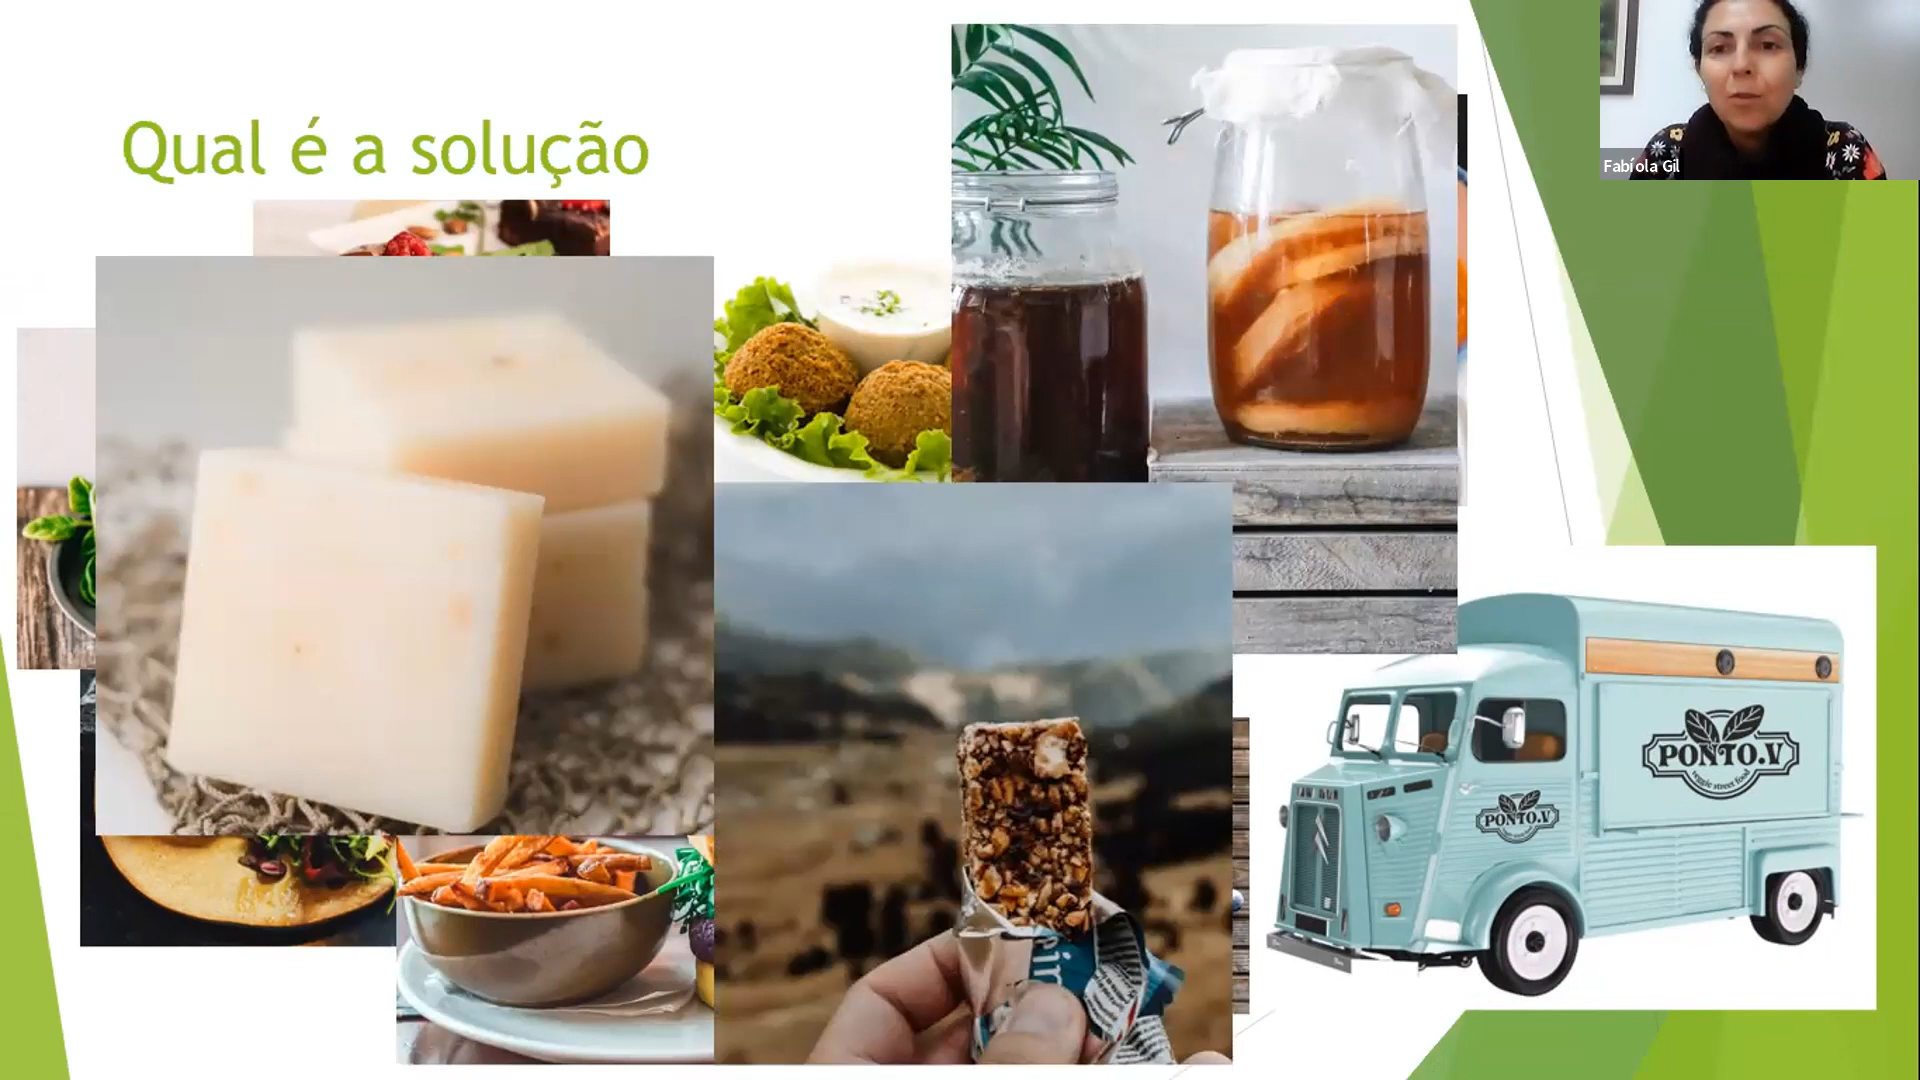 Qual é a solução
Fabíola Gil
PONTO.V
veggie street food
PONTO.V